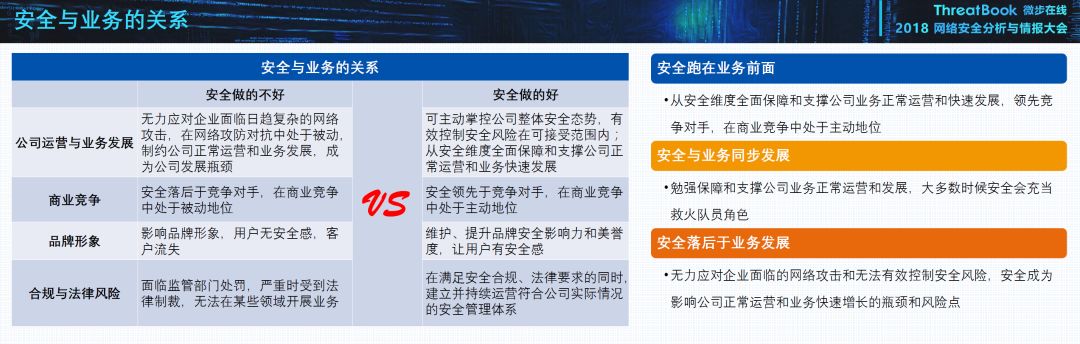 安全与业务的关系
ThreatBook 微步在线
2018 网络安全分析与情报大会
安全与业务的关系
安全做的不好
安全做的好
公司运营与业务发展
无力应对企业面临日趋复杂的网络
攻击，在网络攻防对抗中处于被动，
制约公司正常运营和业务发展，成
为公司发展瓶颈
可主动掌控公司整体安全态势，有
效控制安全风险在可接受范围内；
从安全维度全面保障和支撑公司正
常运营和业务快速发展
商业竞争
安全落后于竞争对手，在商业竞争
中处于被动地位
VS
安全领先于竞争对手，在商业竞争
中处于主动地位
品牌形象
影响品牌形象，用户无安全感，客
户流失
维护、提升品牌安全影响力和美誉
度，让用户有安全感
合规与法律风险
面临监管部门处罚，严重时受到法
律制裁，无法在某些领域开展业务
在满足安全合规、法律要求的同时，
建立并持续运营符合公司实际情况
的安全管理体系
安全跑在业务前面
•从安全维度全面保障和支撑公司业务正常运营和快速发展，领先竞
争对手，在商业竞争中处于主动地位
安全与业务同步发展
•勉强保障和支撑公司业务正常运营和发展，大多数时候安全会充当
救火队员角色
安全落后于业务发展
•无力应对企业面临的网络攻击和无法有效控制安全风险，安全成为
影响公司正常运营和业务快速增长的瓶颈和风险点